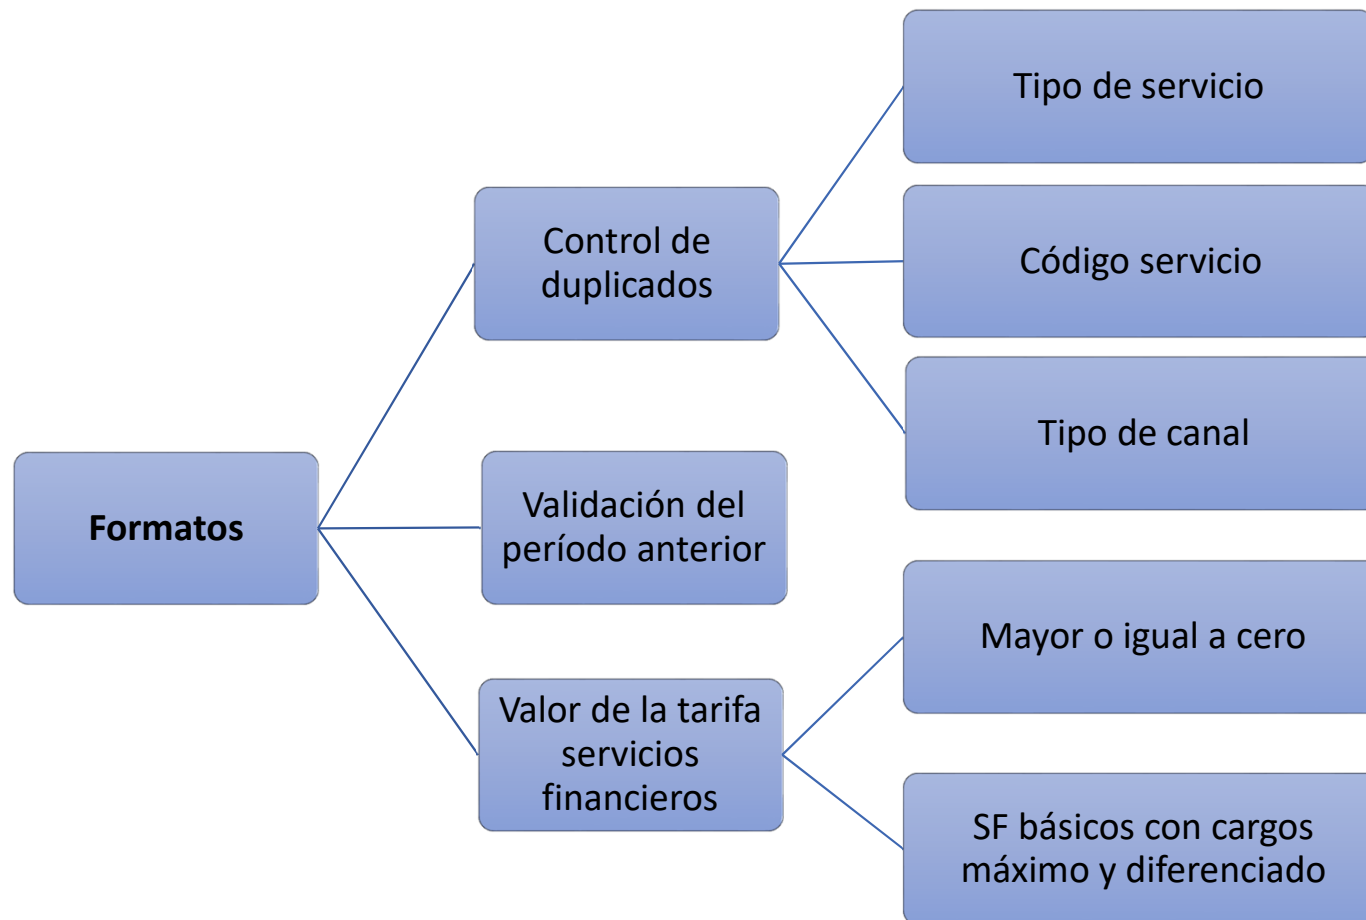 Formatos
Control de
duplicados
Tipo de servicio
Código servicio
Tipo de canal
Validación del
período anterior
Valor de la tarifa
servicios
financieros
Mayor o igual a cero
SF básicos con cargos
máximo y diferenciado